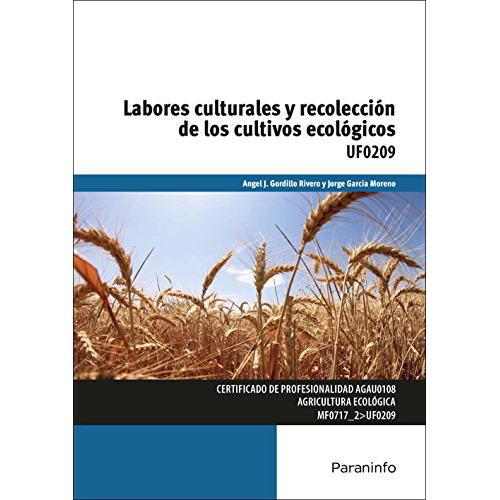 Labores culturales y recolección
de los cultivos ecológicos
UF0209
Angel J. Gordillo Rivero y Jorge García Moreno
CERTIFICADO DE PROFESIONALIDAD AGAU0108
AGRICULTURA ECOLÓGICA
MF0717_2>UF0209
Paraninfo